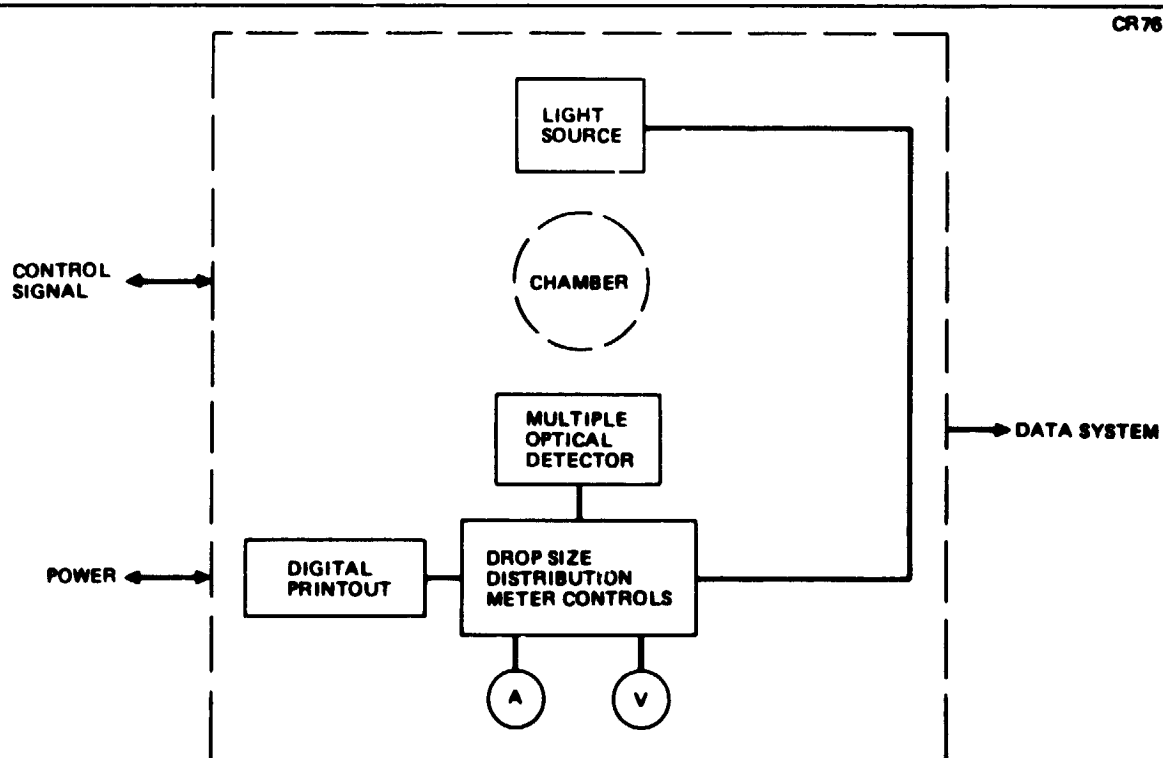 CR76
LIGHT
SOURCE
CONTROL
SIGNAL
CHAMBER
MULTIPLE
OPTICAL
DETECTOR
DATA SYSTEM
POWER
DIGITAL
PRINTOUT
DROP SIZE
DISTRIBUTION
METER CONTROLS
A
V